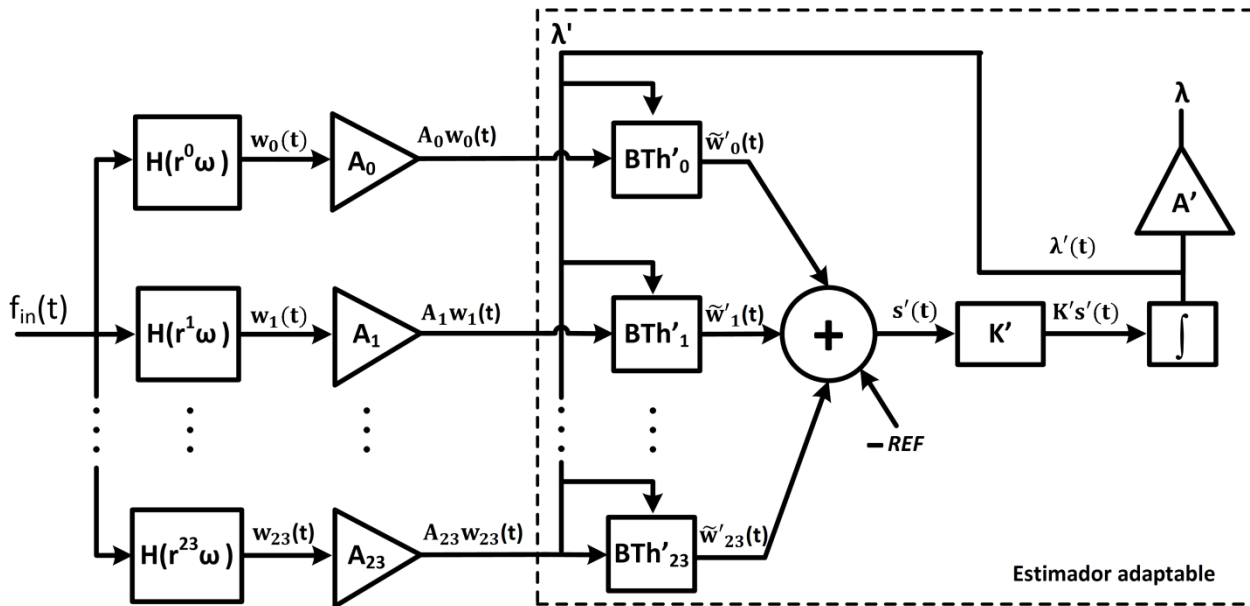 λ'
λ
A'
H(r⁰ω)
w₀(t)
A₀
A₀w₀(t)
BTh'₀
w̃'₀(t)
λ'(t)
f_in(t)
H(r¹ω)
w₁(t)
A₁
A₁w₁(t)
BTh'₁
w̃'₁(t)
+
s'(t)
K'
K's'(t)
∫
− REF
H(r²³ω)
w₂₃(t)
A₂₃
A₂₃w₂₃(t)
BTh'₂₃
w̃'₂₃(t)
Estimador adaptable